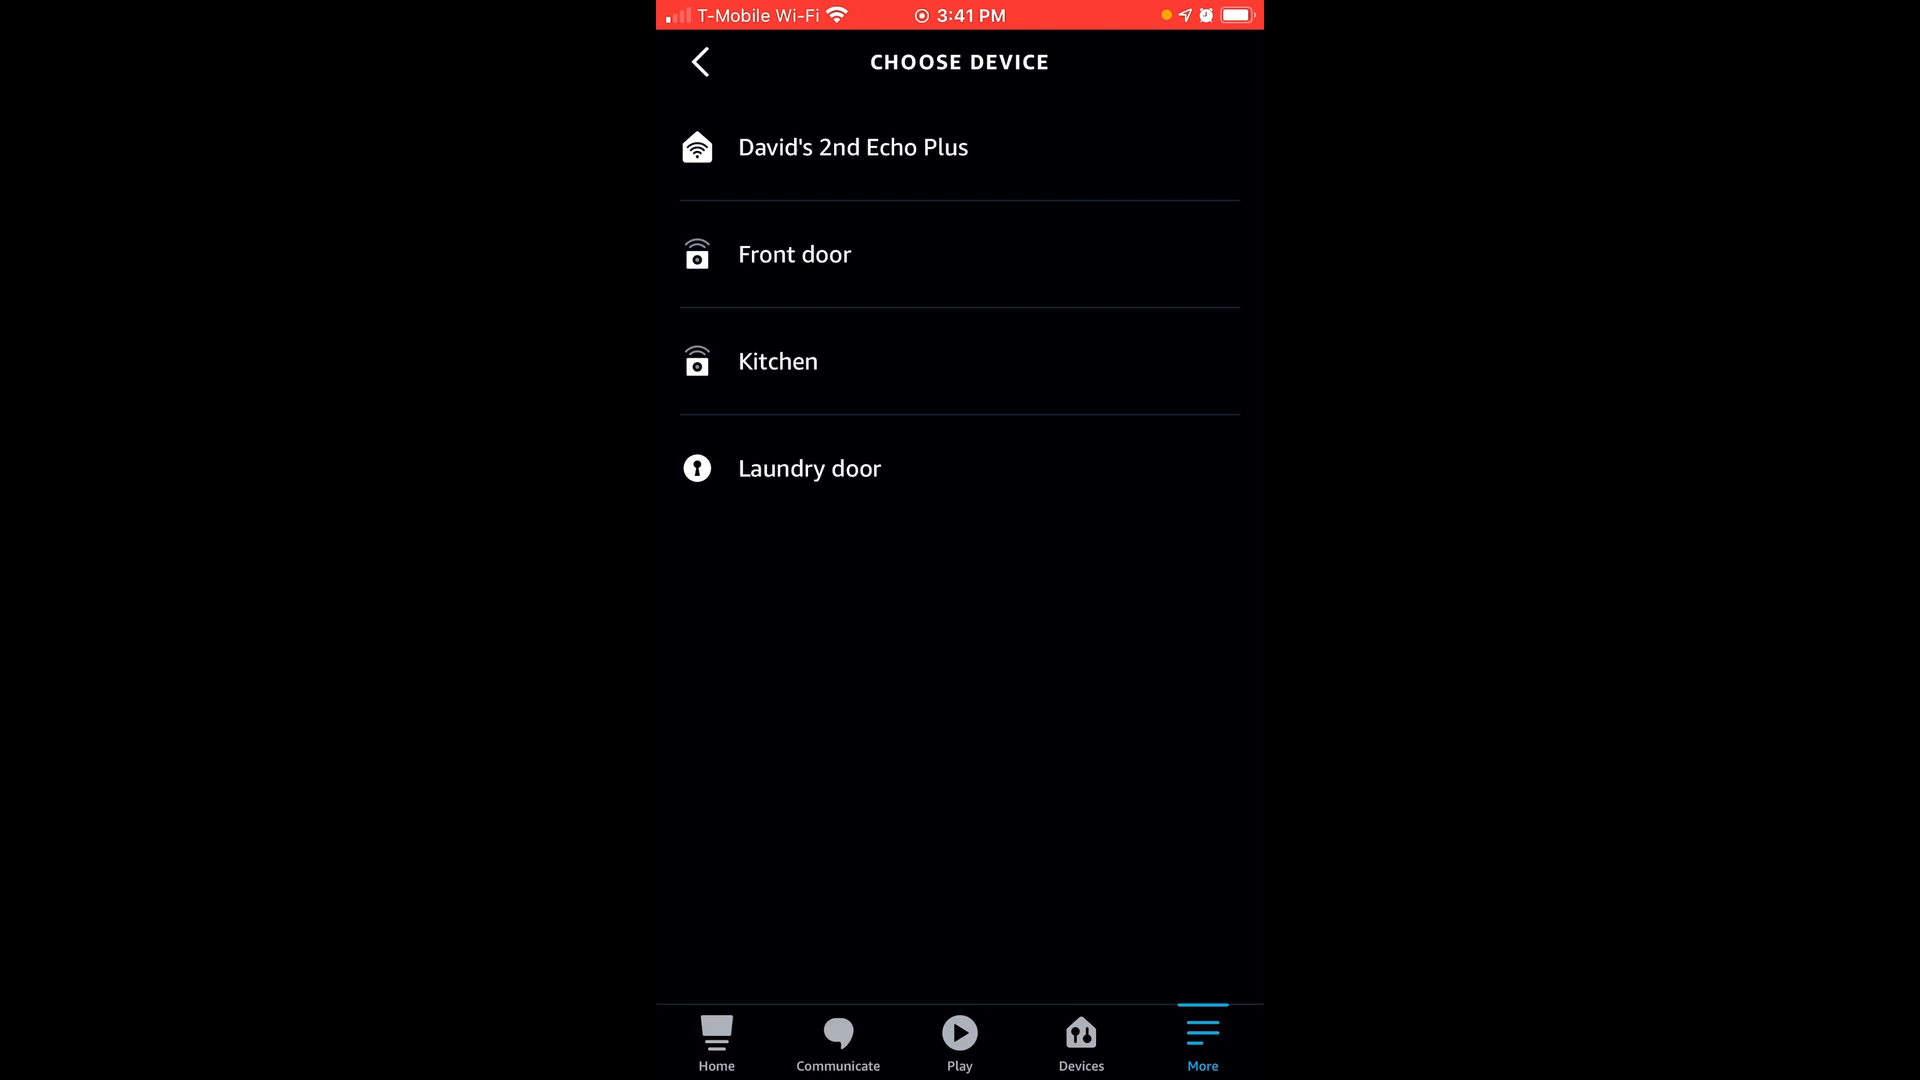 T-Mobile Wi-Fi 3:41 PM
CHOOSE DEVICE
David's 2nd Echo Plus
Front door
Kitchen
Laundry door
Home Communicate Play Devices More